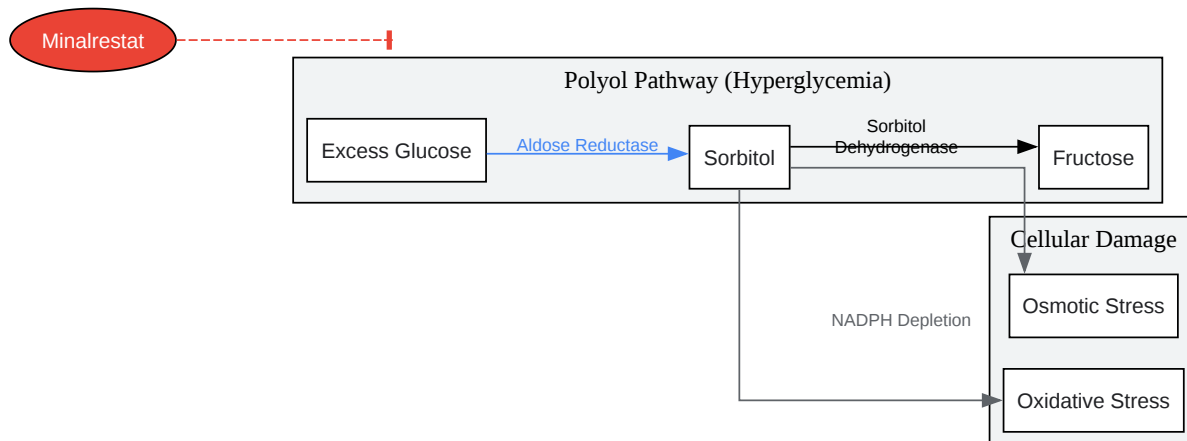 Minalrestat
Polyol Pathway (Hyperglycemia)
Excess Glucose
Aldose Reductase
Sorbitol
Sorbitol
Dehydrogenase
Fructose
Cellular Damage
Osmotic Stress
NADPH Depletion
Oxidative Stress